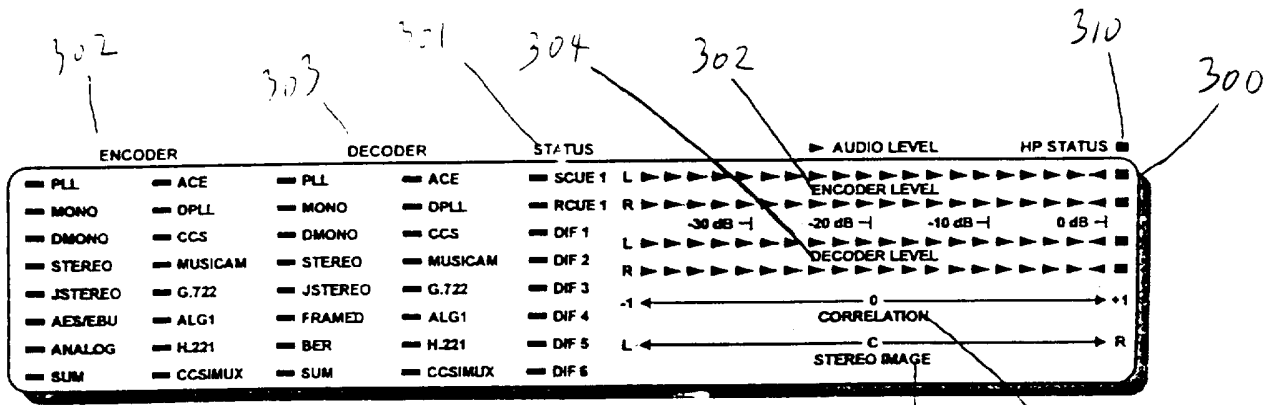 302 303 301 304 302 310 300
ENCODER DECODER STATUS ► AUDIO LEVEL HP STATUS
PLL ACE PLL ACE SCUE 1 L
ENCODER LEVEL
MONO DPLL MONO DPLL RCUE 1 R
-30 dB -20 dB -10 dB 0 dB
DMONO CCS DMONO CCS DIF 1 L
DECODER LEVEL
STEREO MUSICAM STEREO MUSICAM DIF 2 R
JSTEREO G.722 JSTEREO G.722 DIF 3 -1 0 +1
AES/EBU ALG1 FRAMED ALG1 DIF 4 CORRELATION
ANALOG H.221 BER H.221 DIF 5 L C R
STEREO IMAGE
SUM CCSIMUX SUM CCSIMUX DIF 6